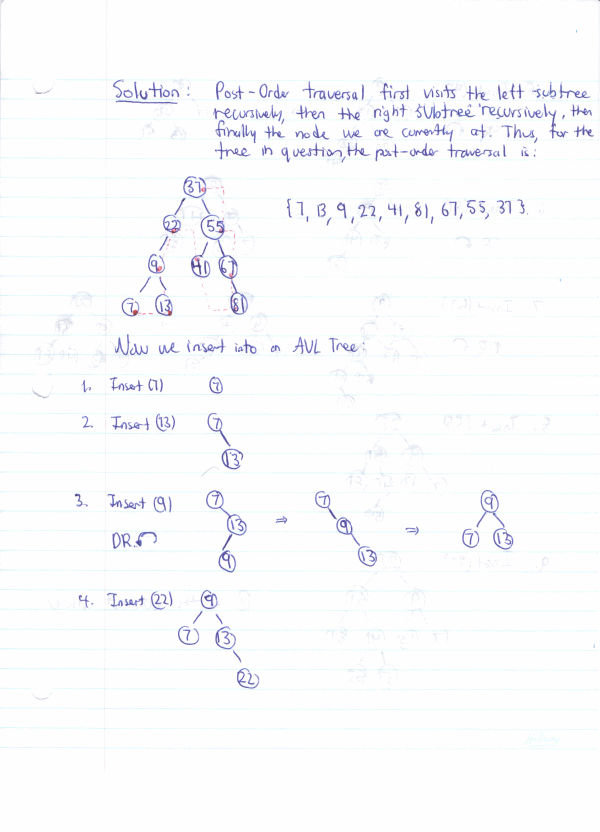 Solution: Post-Order traversal first visits the left subtree
recursively, then the right subtree recursively, then
finally the node we are currently at. Thus, for the
tree in question, the post-order traversal is:
37
{7, 13, 9, 22, 41, 81, 67, 55, 37}
22 55
9 41 67
7 13 81
Now we insert into an AVL Tree:
1. Insert (7) 7
2. Insert (13) 7
13
3. Insert (9) 7 7 9
13 ⇒ 9 ⇒ 7 13
DR. 9 13
4. Insert (22) 9
7 13
22